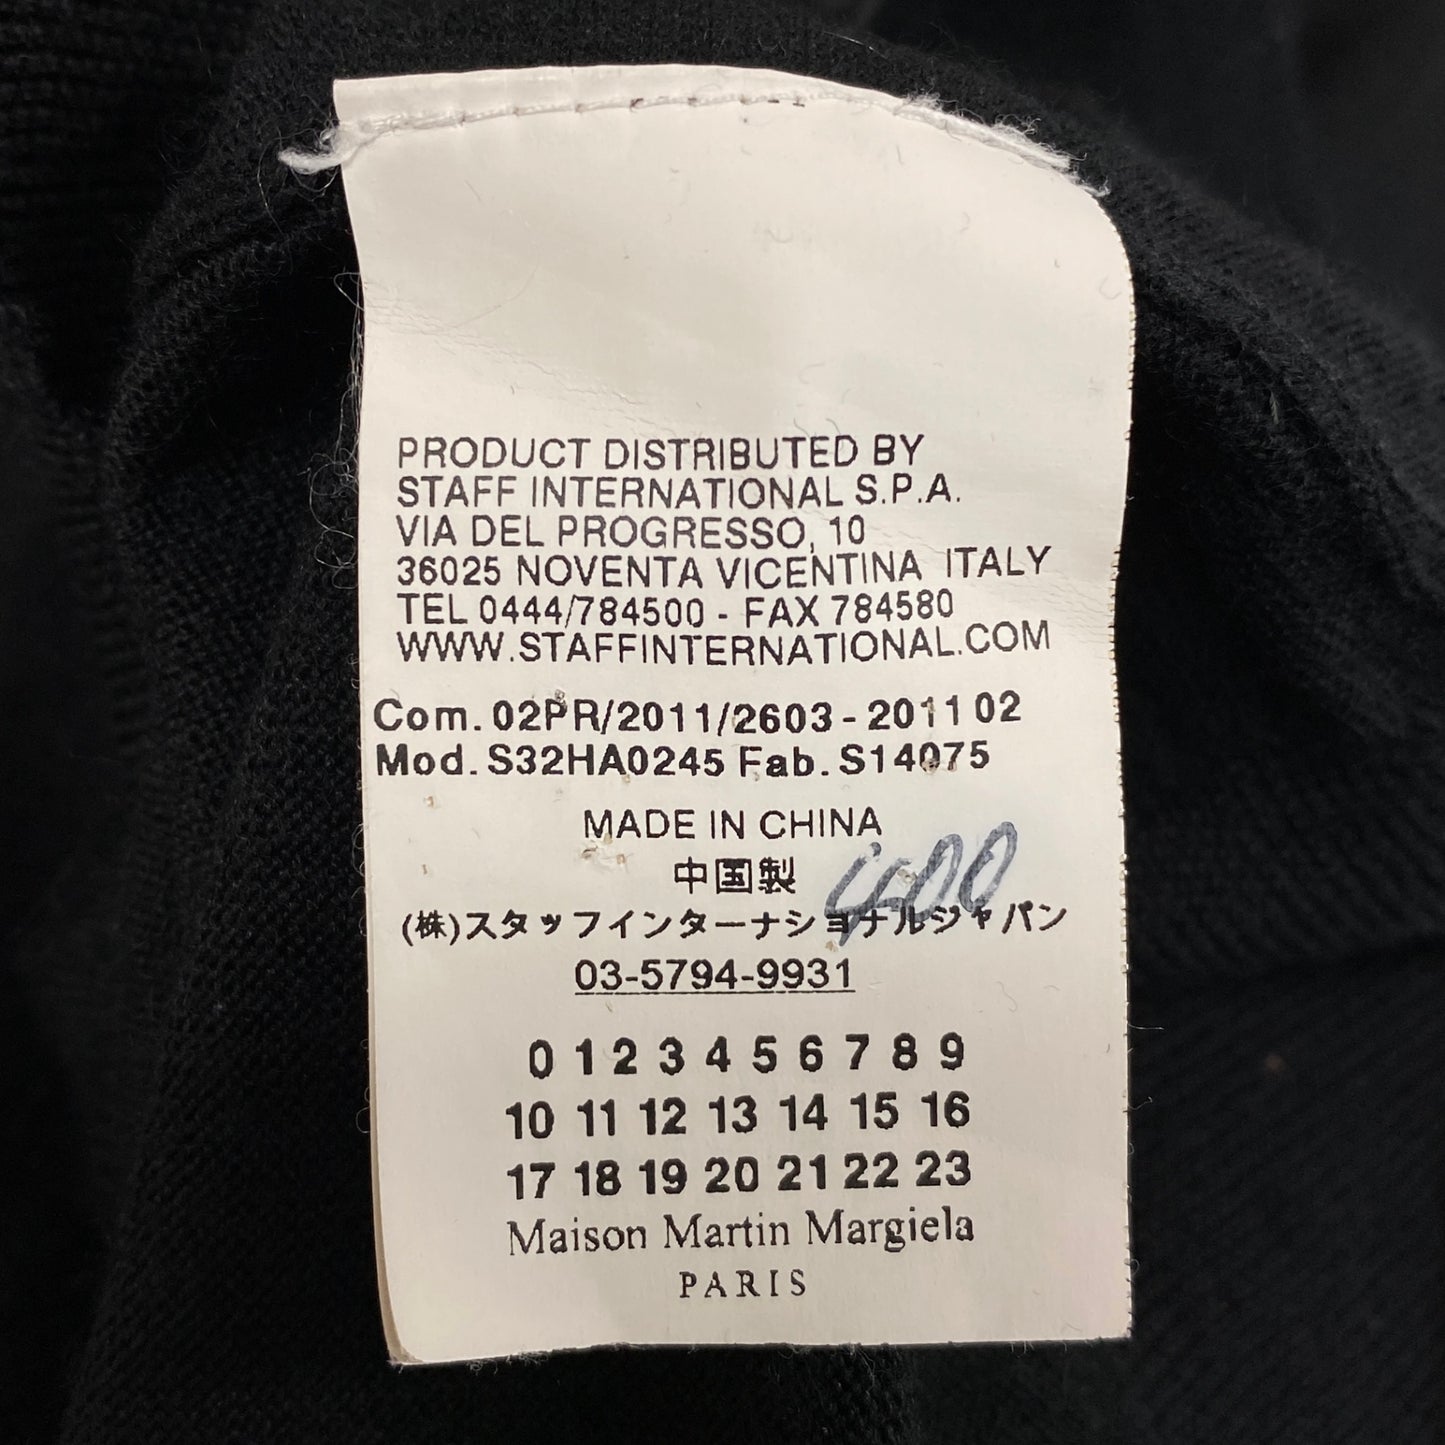 PRODUCT DISTRIBUTED BY
STAFF INTERNATIONAL S.P.A.
VIA DEL PROGRESSO, 10
36025 NOVENTA VICENTINA ITALY
TEL 0444/784500 - FAX 784580
WWW.STAFFINTERNATIONAL.COM
Com. 02PR/2011/2603 - 2011 02
Mod. S32HA0245 Fab. S14075
MADE IN CHINA
中国製
400
(株)スタッフインターナショナルジャパン
03-5794-9931
0 1 2 3 4 5 6 7 8 9
10 11 12 13 14 15 16
17 18 19 20 21 22 23
Maison Martin Margiela
PARIS